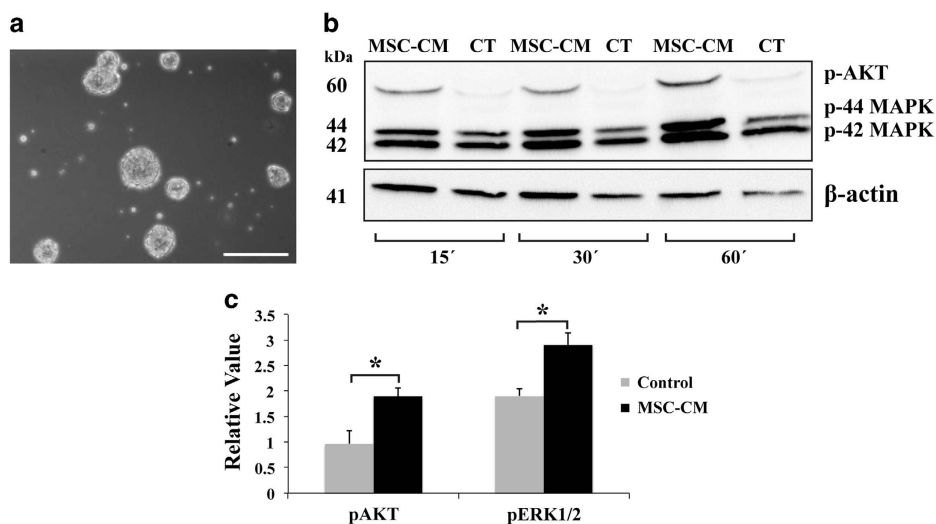 a
b
MSC-CM CT MSC-CM CT MSC-CM CT
kDa
60
44
42
41
p-AKT
p-44 MAPK
p-42 MAPK
β-actin
15´ 30´ 60´
c
Relative Value
3.5
3
2.5
2
1.5
1
0.5
0
*
*
pAKT pERK1/2
Control
MSC-CM